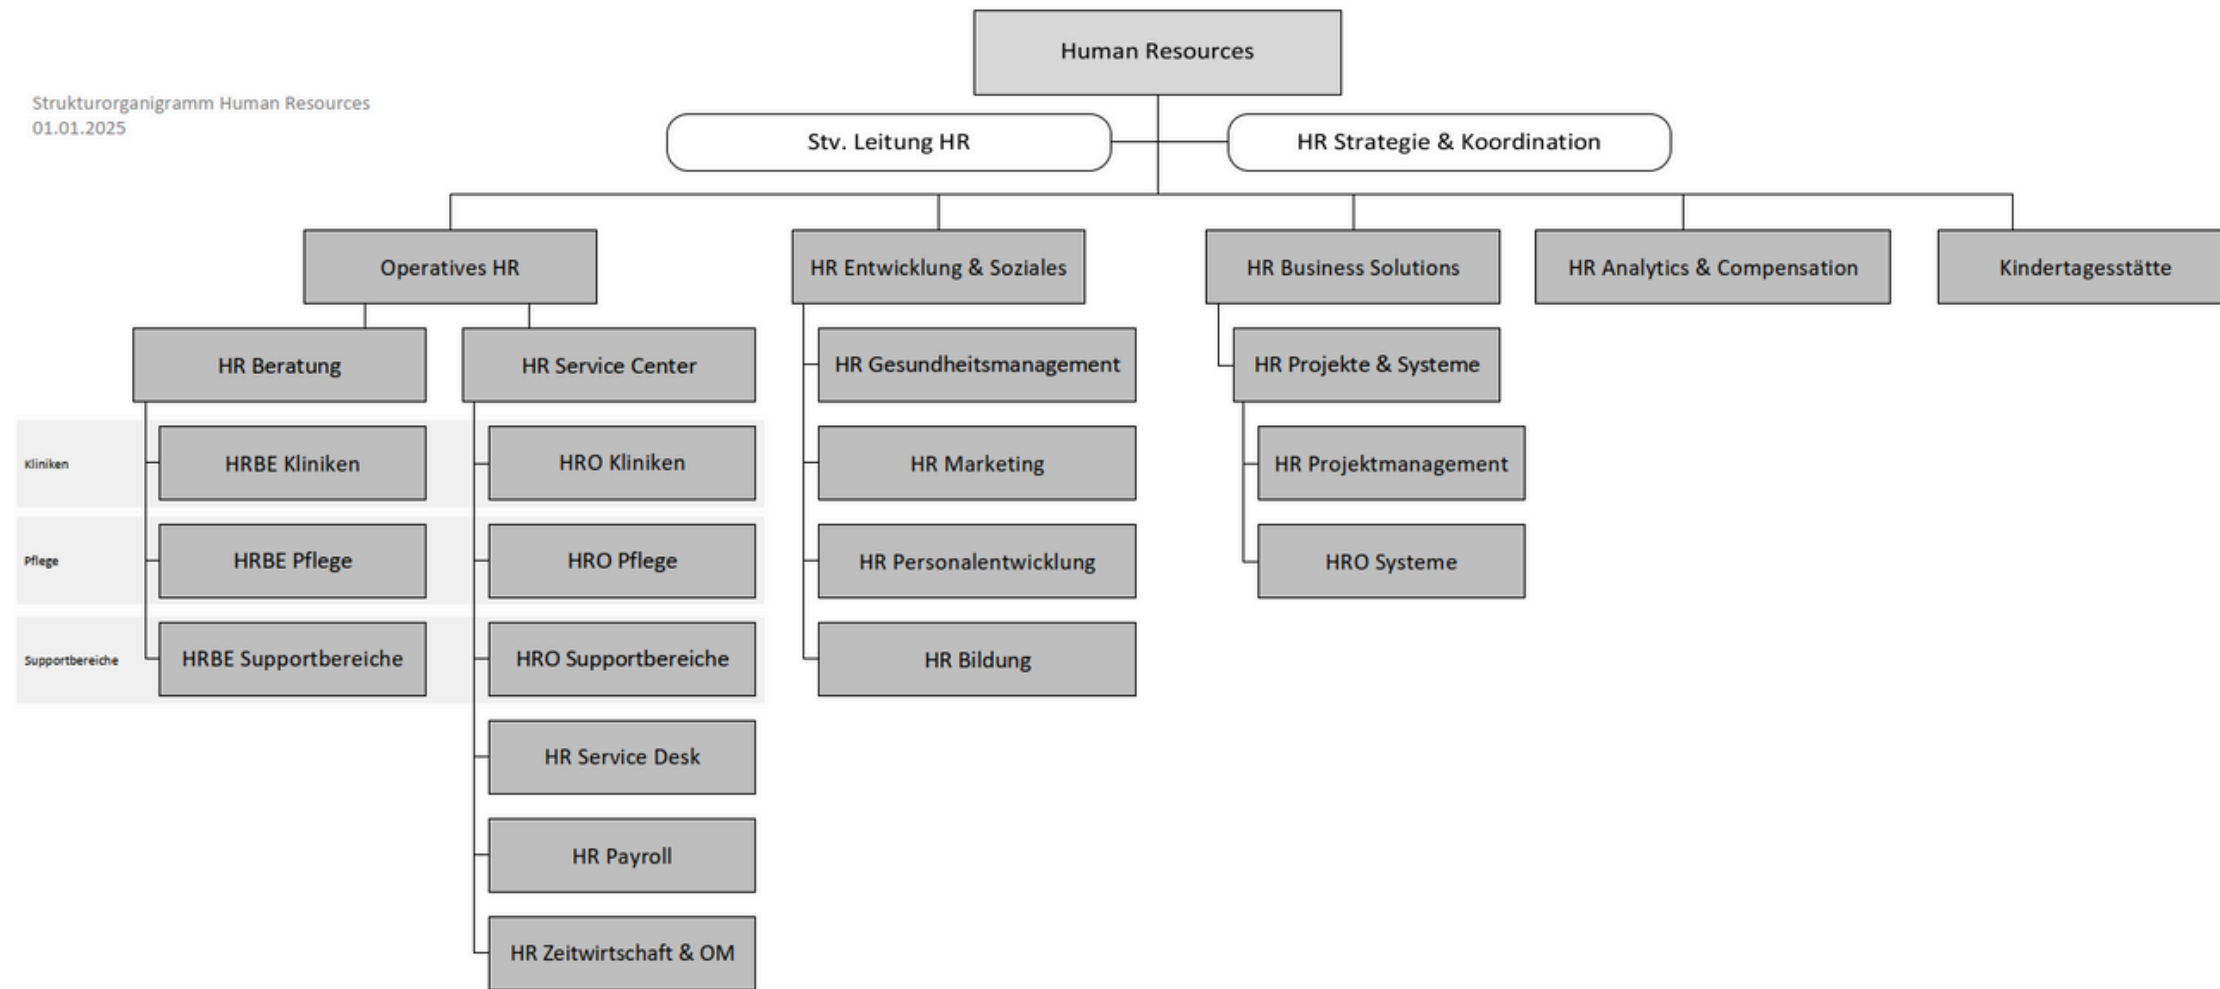 Human Resources
Strukturorganigramm Human Resources
01.01.2025
Stv. Leitung HR
HR Strategie & Koordination
Operatives HR
HR Entwicklung & Soziales
HR Business Solutions
HR Analytics & Compensation
Kindertagesstätte
HR Beratung
HR Service Center
HR Gesundheitsmanagement
HR Projekte & Systeme
Kliniken
HRBE Kliniken
HRO Kliniken
HR Marketing
HR Projektmanagement
Pflege
HRBE Pflege
HRO Pflege
HR Personalentwicklung
HRO Systeme
Supportbereiche
HRBE Supportbereiche
HRO Supportbereiche
HR Bildung
HR Service Desk
HR Payroll
HR Zeitwirtschaft & OM